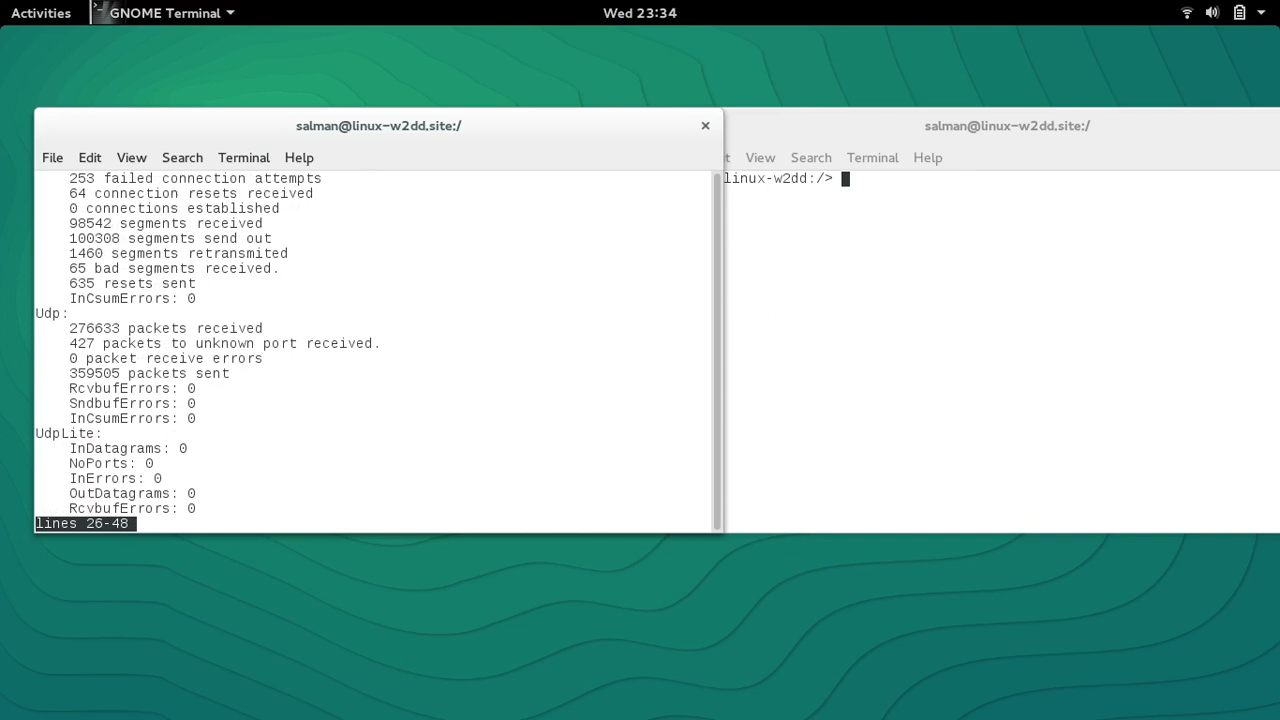 Activities GNOME Terminal Wed 23:34
salman@linux-w2dd.site:/
File Edit View Search Terminal Help
253 failed connection attempts
64 connection resets received
0 connections established
98542 segments received
100308 segments send out
1460 segments retransmited
65 bad segments received.
635 resets sent
InCsumErrors: 0
Udp:
276633 packets received
427 packets to unknown port received.
0 packet receive errors
359505 packets sent
RcvbufErrors: 0
SndbufErrors: 0
InCsumErrors: 0
UdpLite:
InDatagrams: 0
NoPorts: 0
InErrors: 0
OutDatagrams: 0
RcvbufErrors: 0
lines 26-48
salman@linux-w2dd.site:/
t View Search Terminal Help
linux-w2dd:/>